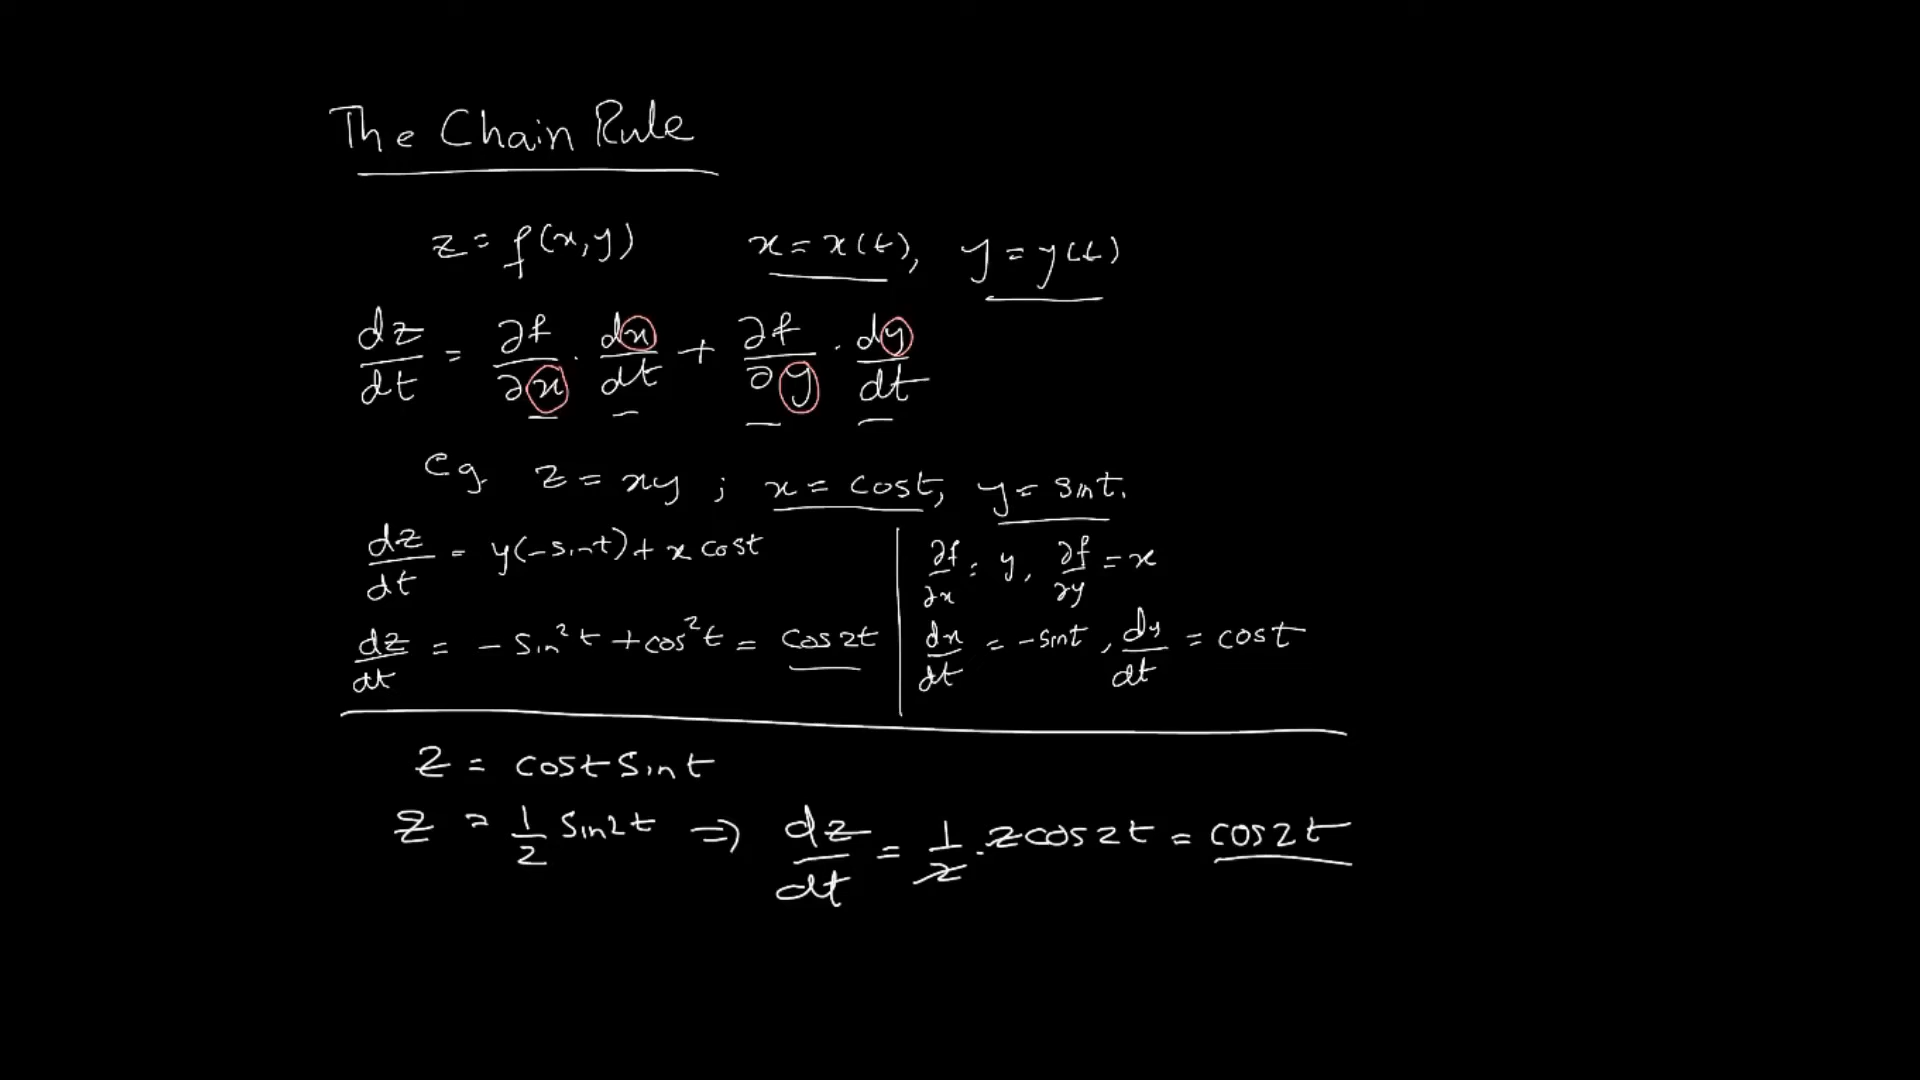 The Chain Rule
z = f(x,y) x = x(t), y = y(t)
dz/dt = ∂f/∂x · dx/dt + ∂f/∂y · dy/dt
eg z = xy ; x = cost, y = sint.
dz/dt = y(-sint) + x cost
∂f/∂x = y, ∂f/∂y = x
dz/dt = - sin²t + cos²t = cos2t
dx/dt = -sint, dy/dt = cost
z = cost sint
z = 1/2 sin2t ⇒ dz/dt = 1/2 · 2cos2t = cos2t